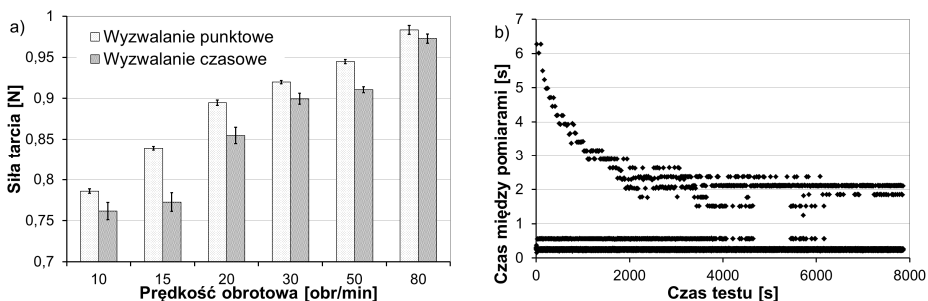 a)
Siła tarcia [N]
1
0,95
0,9
0,85
0,8
0,75
0,7
Wyzwalanie punktowe
Wyzwalanie czasowe
10 15 20 30 50 80
Prędkość obrotowa [obr/min]
b)
Czas między pomiarami [s]
7
6
5
4
3
2
1
0
0 2000 4000 6000 8000
Czas testu [s]